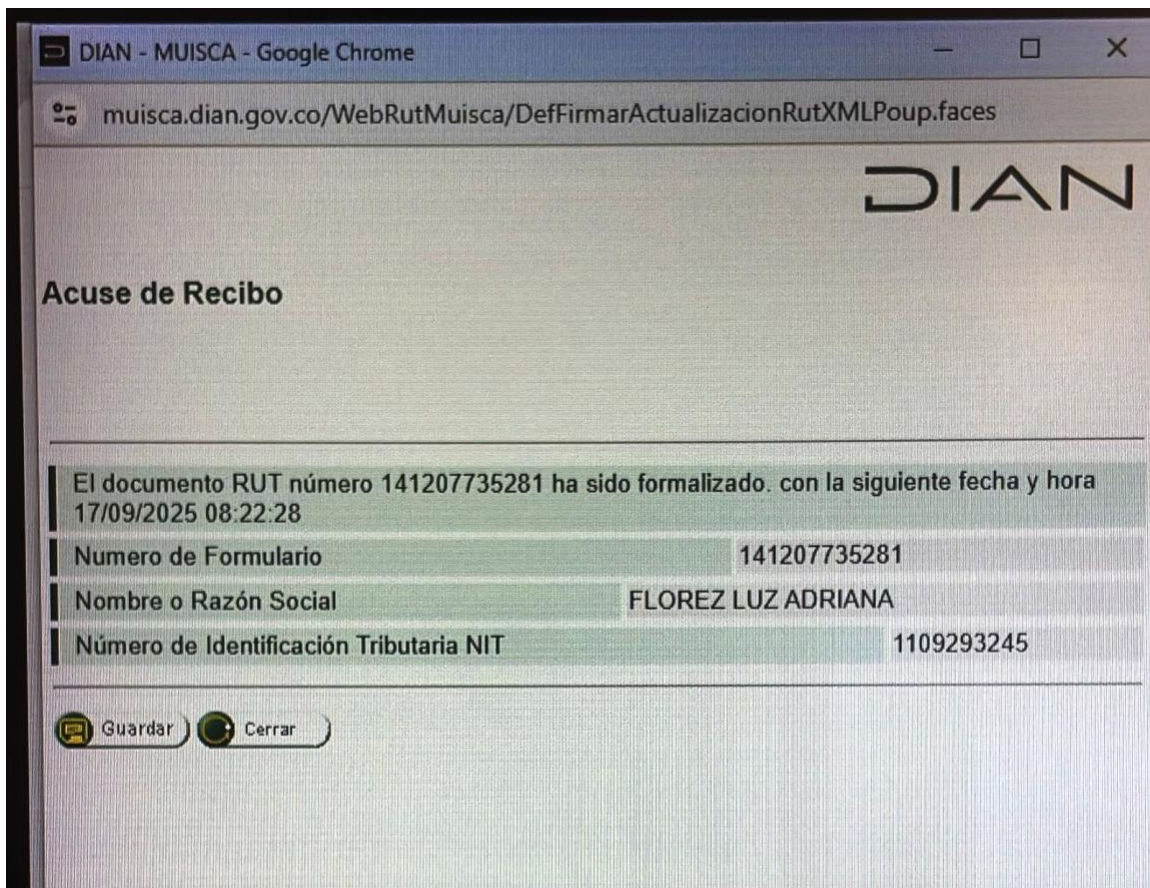 DIAN - MUISCA - Google Chrome
muisca.dian.gov.co/WebRutMuisca/DefFirmarActualizacionRutXMLPoup.faces
DIAN
Acuse de Recibo
El documento RUT número 141207735281 ha sido formalizado. con la siguiente fecha y hora
17/09/2025 08:22:28
Numero de Formulario 141207735281
Nombre o Razón Social FLOREZ LUZ ADRIANA
Número de Identificación Tributaria NIT 1109293245
Guardar Cerrar